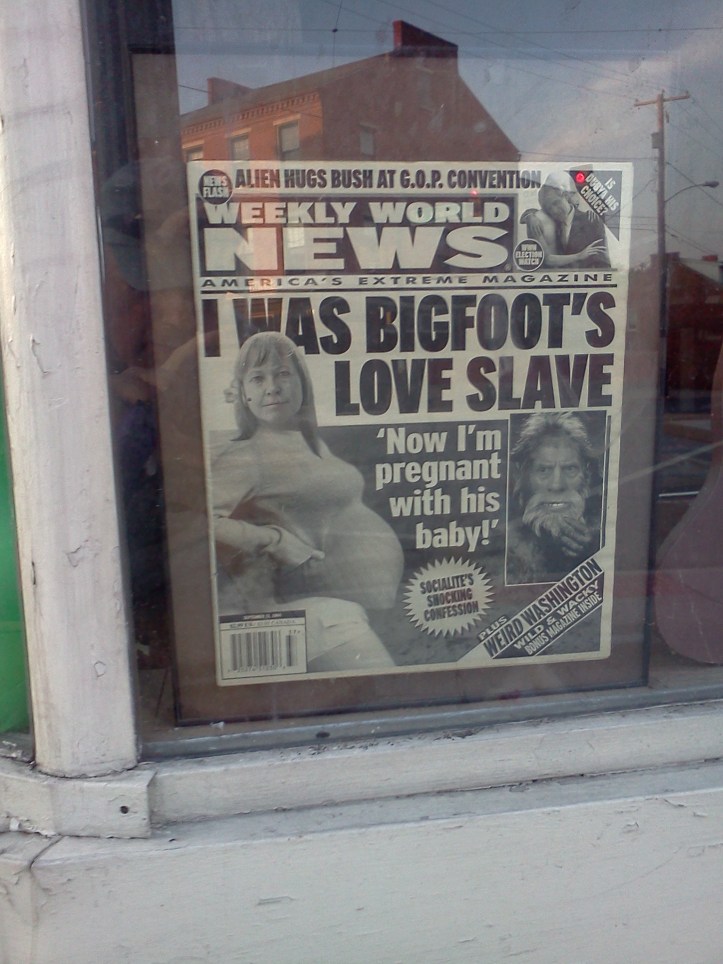 NEWS
FLASH
ALIEN HUGS BUSH AT G.O.P. CONVENTION
IS
DUBYA HIS
CHOICE?
WEEKLY WORLD
NEWS
WWN
ELECTION
WATCH
AMERICA'S EXTREME MAGAZINE
I WAS BIGFOOT'S
LOVE SLAVE
'Now I'm
pregnant
with his
baby!'
SOCIALITE'S
SHOCKING
CONFESSION
PLUS
WEIRD WASHINGTON
WILD & WACKY
BONUS MAGAZINE INSIDE